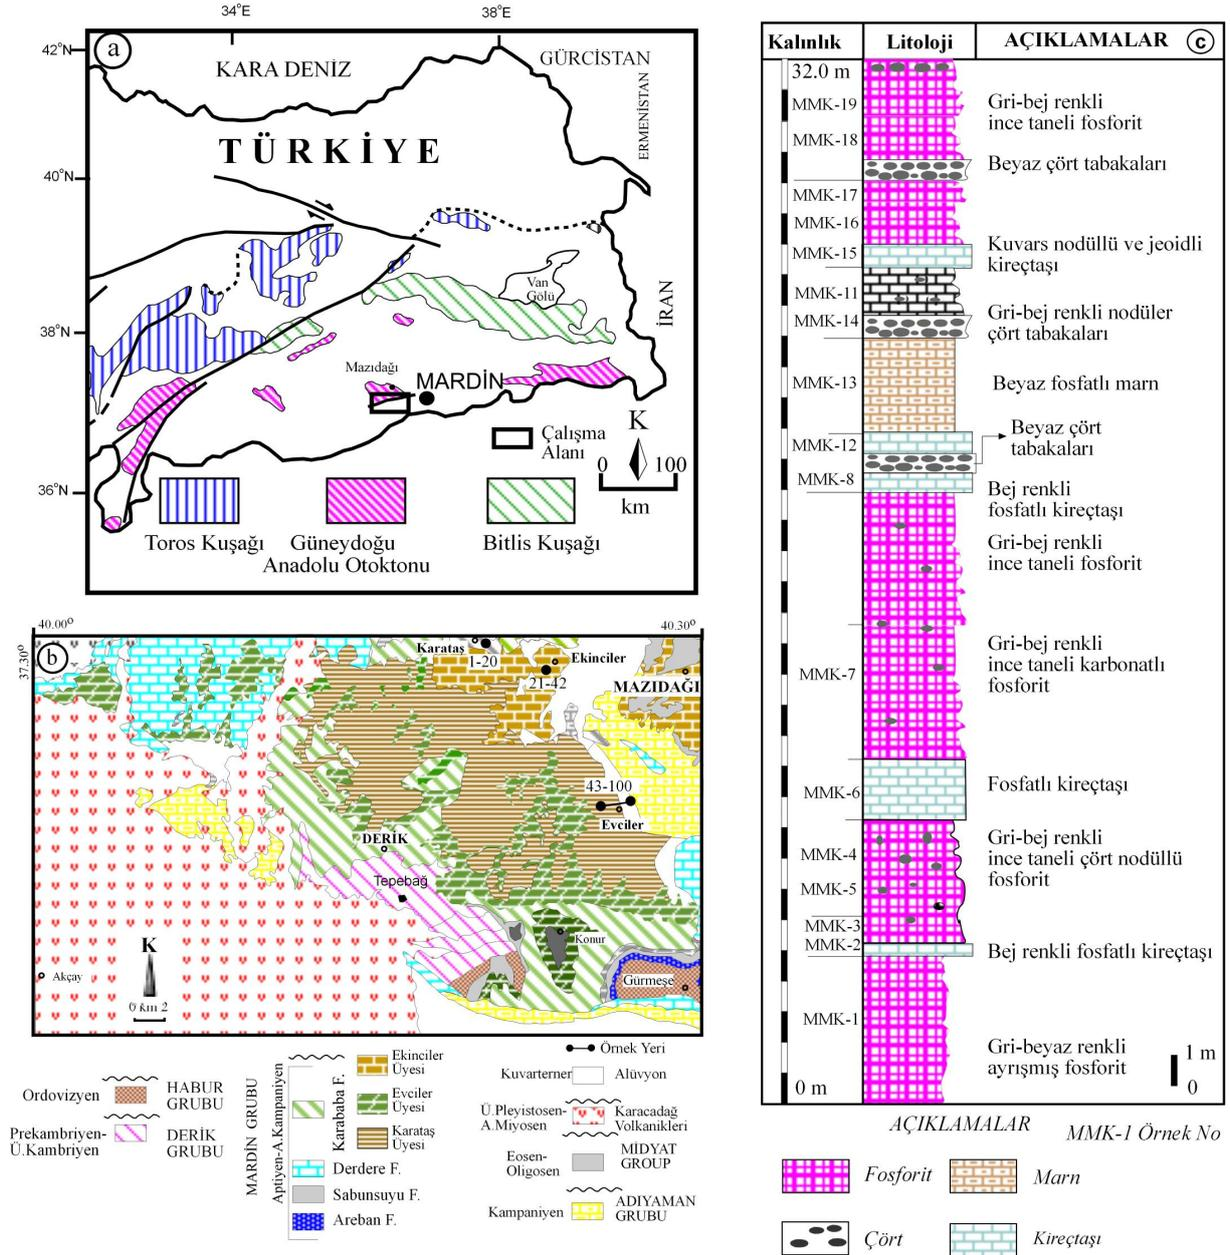 34°E
38°E
42°N
a
KARA DENİZ
GÜRCİSTAN
ERMENİSTAN
TÜRKİYE
40°N
Van
Gölü
İRAN
38°N
Mazıdağı
MARDİN
Çalışma
Alanı
K
0 100
km
36°N
Toros Kuşağı
Güneydoğu
Anadolu Otoktonu
Bitlis Kuşağı
40.00°
40.30°
37.30°
b
Karataş
1-20
Ekinciler
21-42
MAZIDAĞI
43-100
Evciler
DERİK
Tepebağ
Konur
Gürmeşe
Akçay
K
0 km 2
Ordovizyen
HABUR
GRUBU
Prekambriyen-
Ü.Kambriyen
DERİK
GRUBU
MARDİN GRUBU
Aptiyen-A.Kampaniyen
Karababa F.
Ekinciler
Üyesi
Evciler
Üyesi
Karataş
Üyesi
Derdere F.
Sabunsuyu F.
Areban F.
Örnek Yeri
Kuvarterner
Alüvyon
Ü.Pleyistosen-
A.Miyosen
Karacadağ
Volkanikleri
Eosen-
Oligosen
MİDYAT
GROUP
Kampaniyen
ADIYAMAN
GRUBU
Kalınlık
Litoloji
AÇIKLAMALAR
c
32.0 m
MMK-19
Gri-bej renkli
ince taneli fosforit
MMK-18
Beyaz çört tabakaları
MMK-17
MMK-16
MMK-15
Kuvars nodüllü ve jeoidli
kireçtaşı
MMK-11
MMK-14
Gri-bej renkli nodüler
çört tabakaları
MMK-13
Beyaz fosfatlı marn
MMK-12
Beyaz çört
tabakaları
MMK-8
Bej renkli
fosfatlı kireçtaşı
Gri-bej renkli
ince taneli fosforit
MMK-7
Gri-bej renkli
ince taneli karbonatlı
fosforit
MMK-6
Fosfatlı kireçtaşı
MMK-4
Gri-bej renkli
ince taneli çört nodüllü
fosforit
MMK-5
MMK-3
MMK-2
Bej renkli fosfatlı kireçtaşı
MMK-1
Gri-beyaz renkli
ayrışmış fosforit
1 m
0
0 m
AÇIKLAMALAR
MMK-1 Örnek No
Fosforit
Marn
Çört
Kireçtaşı